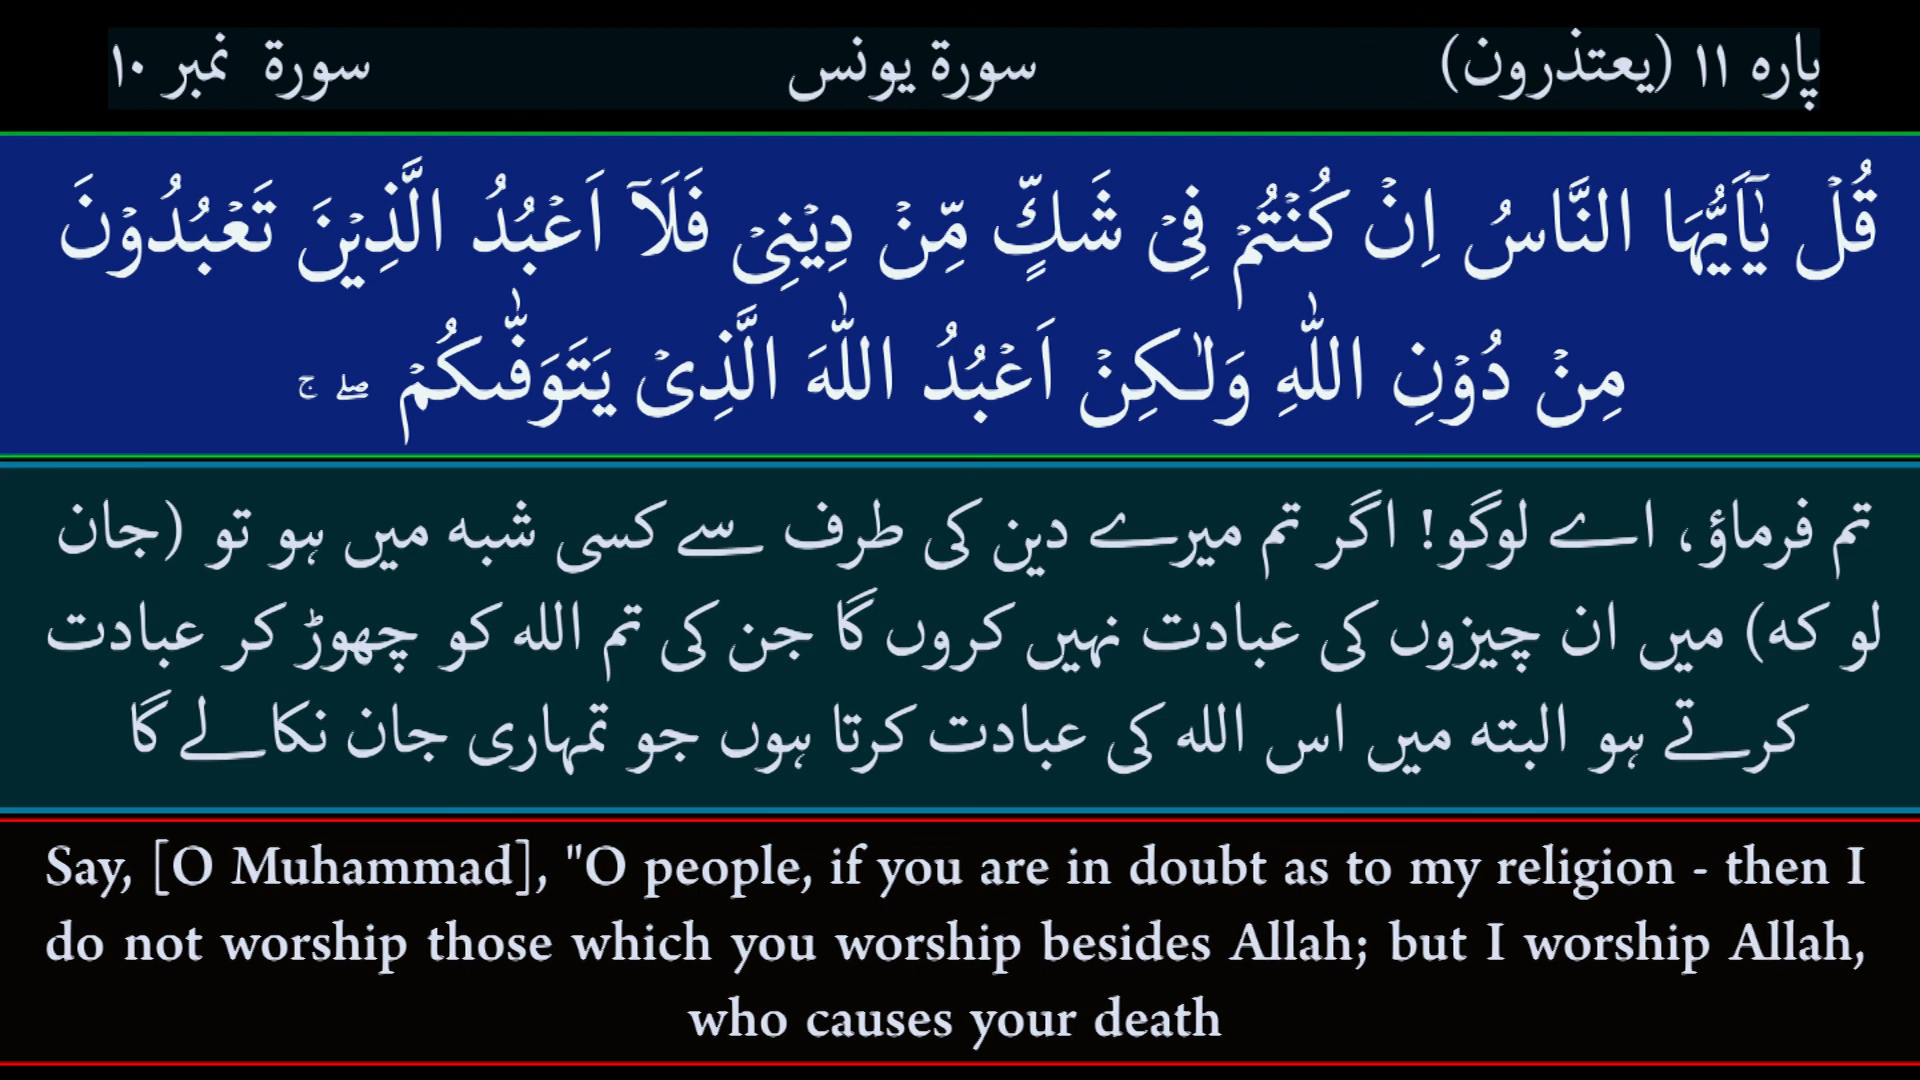 پارہ ۱۱ (یعتذرون) سورۃ یونس سورۃ نمبر ۱۰
قُلۡ يٰۤاَيُّهَا النَّاسُ اِنۡ كُنۡتُمۡ فِىۡ شَكٍّ مِّنۡ دِيۡنِىۡ فَلَاۤ اَعۡبُدُ الَّذِيۡنَ تَعۡبُدُوۡنَ
مِنۡ دُوۡنِ اللّٰهِ وَلٰـكِنۡ اَعۡبُدُ اللّٰهَ الَّذِىۡ يَتَوَفّٰٮكُمۡ ‌ۖۚ
تم فرماؤ، اے لوگو! اگر تم میرے دین کی طرف سے کسی شبہ میں ہو تو (جان
لو کہ) میں ان چیزوں کی عبادت نہیں کروں گا جن کی تم اللہ کو چھوڑ کر عبادت
کرتے ہو البتہ میں اس اللہ کی عبادت کرتا ہوں جو تمہاری جان نکالے گا
Say, [O Muhammad], "O people, if you are in doubt as to my religion - then I
do not worship those which you worship besides Allah; but I worship Allah,
who causes your death